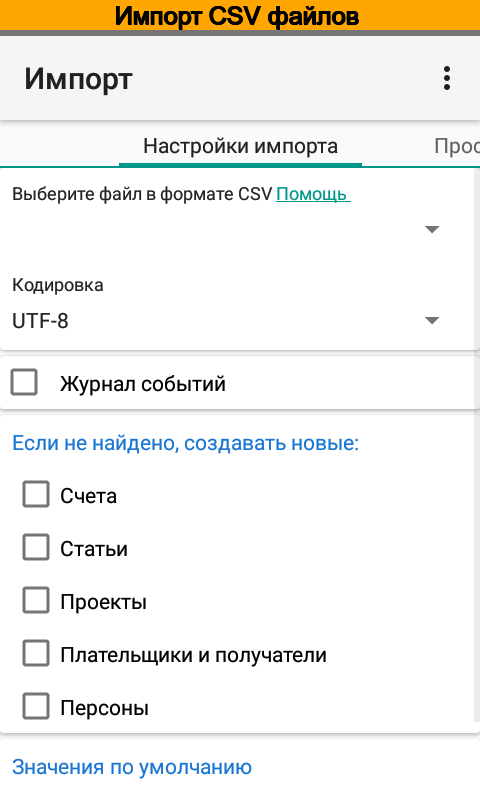 Импорт CSV файлов
Импорт
Настройки импорта Прос
Выберите файл в формате CSV Помощь
Кодировка
UTF-8
Журнал событий
Если не найдено, создавать новые:
Счета
Статьи
Проекты
Плательщики и получатели
Персоны
Значения по умолчанию